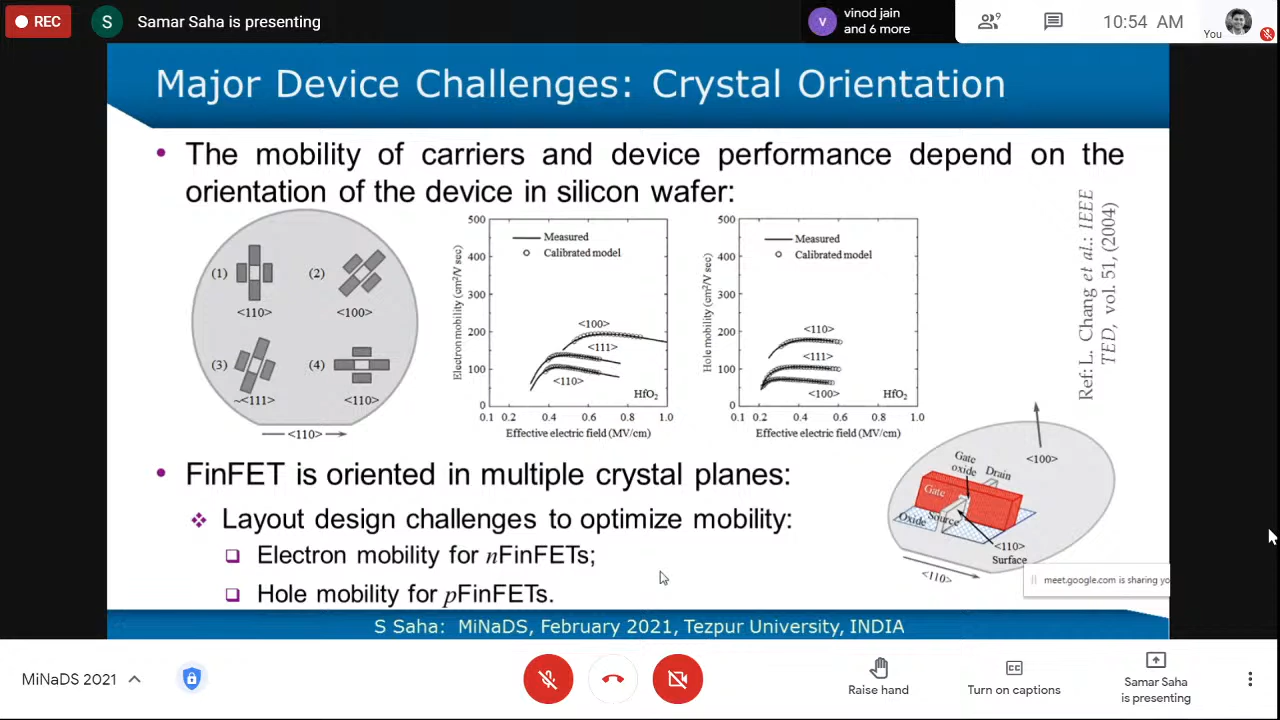 REC
S
Samar Saha is presenting
v
vinod jain
and 6 more
9
10:54 AM
You
Major Device Challenges: Crystal Orientation
• The mobility of carriers and device performance depend on the
orientation of the device in silicon wafer:
(1)
(2)
<110>
<100>
(3)
(4)
~<111>
<110>
<110>
500
400
300
200
100
0
Electron mobility (cm²/V sec)
Measured
Calibrated model
<100>
<111>
<110>
HfO₂
0.1 0.2 0.4 0.6 0.8 1.0
Effective electric field (MV/cm)
500
400
300
200
100
0
Hole mobility (cm²/V sec)
Measured
Calibrated model
<110>
<111>
<100>
HfO₂
0.1 0.2 0.4 0.6 0.8 1.0
Effective electric field (MV/cm)
Ref: L. Chang et al.: IEEE
TED, vol. 51, (2004)
• FinFET is oriented in multiple crystal planes:
❖ Layout design challenges to optimize mobility:
❑ Electron mobility for nFinFETs;
❑ Hole mobility for pFinFETs.
<100>
Gate
oxide
Drain
Gate
Source
Oxide
<110>
Surface
<110>
meet.google.com is sharing yo
S Saha: MiNaDS, February 2021, Tezpur University, INDIA
MiNaDS 2021
Raise hand
CC
Turn on captions
Samar Saha
is presenting